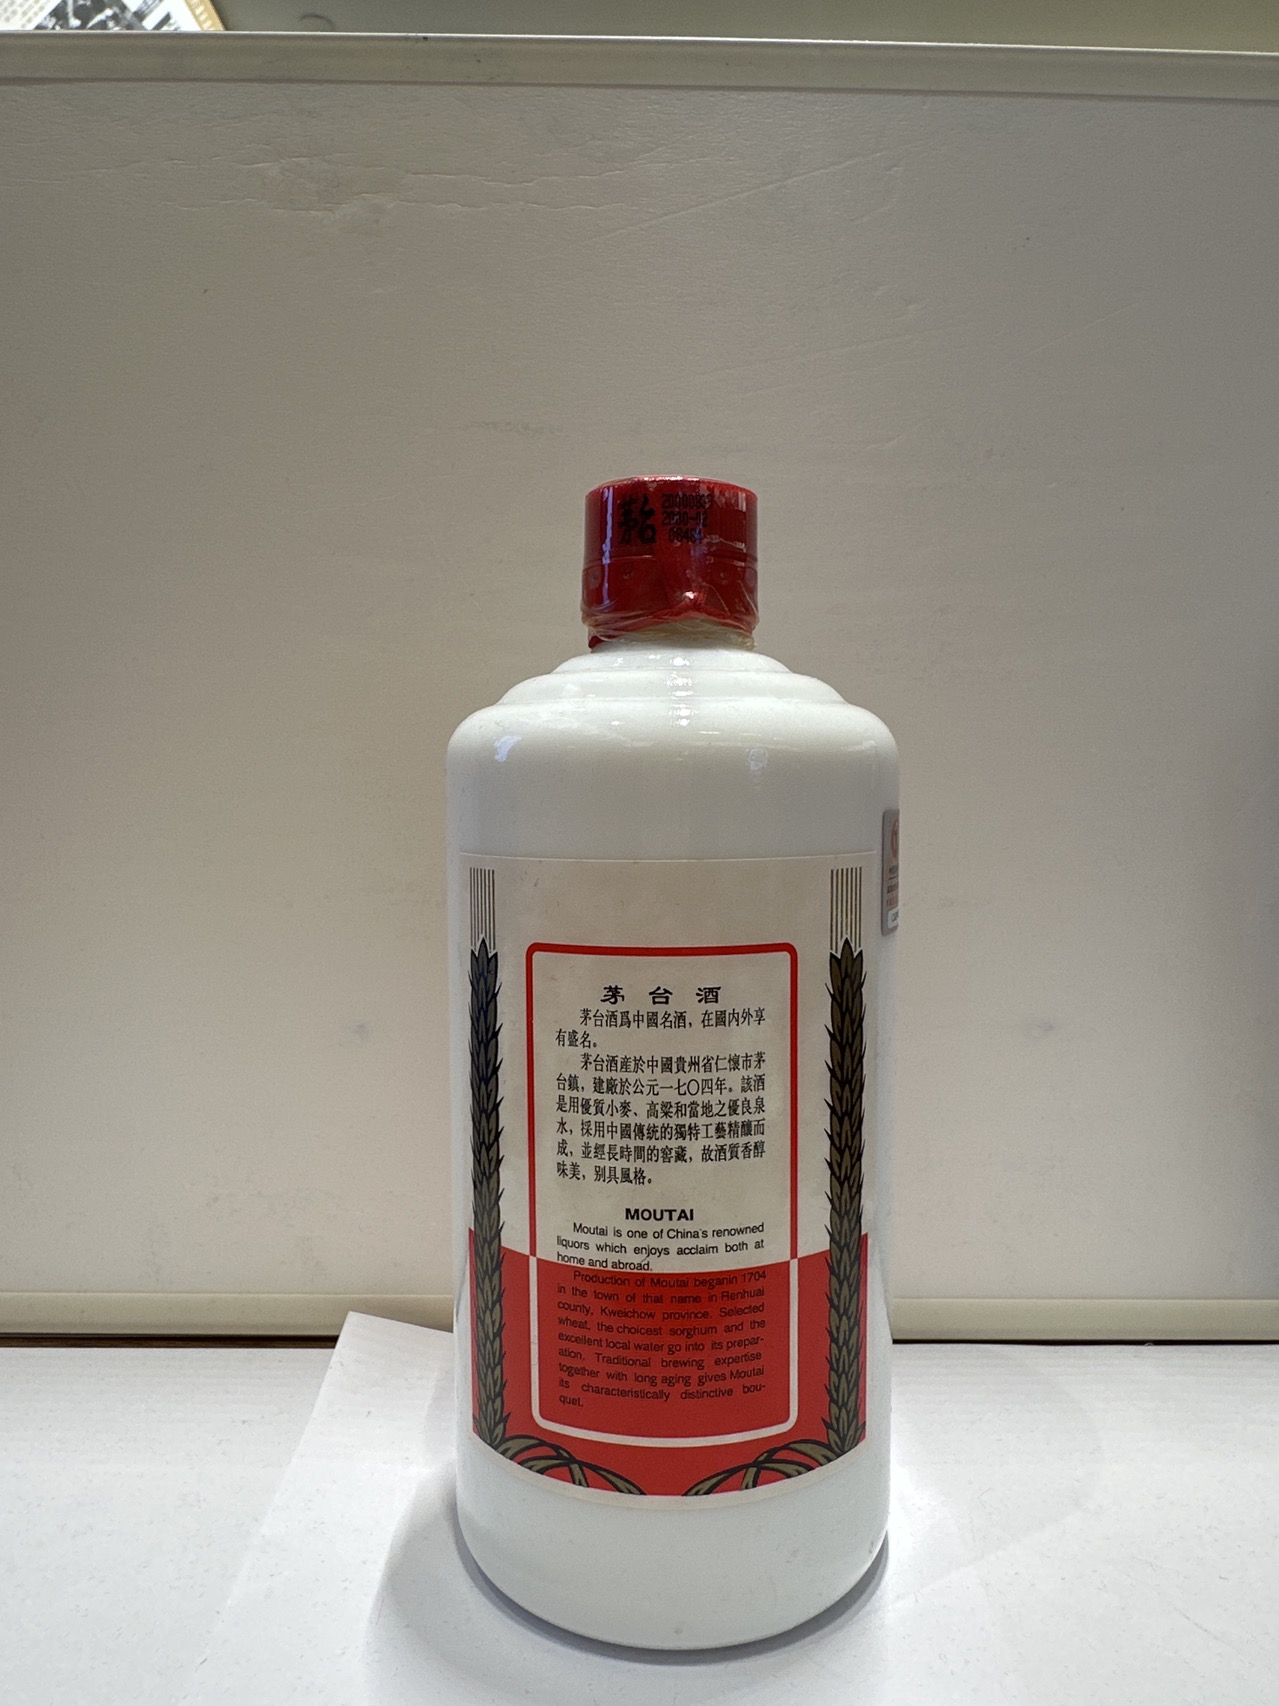 茅台
2000-02
茅台酒
茅台酒爲中國名酒，在國内外享
有盛名。
茅台酒産於中國貴州省仁懷市茅
台鎮，建廠於公元一七〇四年。該酒
是用優質小麥、高粱和當地之優良泉
水，採用中國傳統的獨特工藝精釀而
成，並經長時間的窖藏，故酒質香醇
味美，别具風格。
MOUTAI
Moutai is one of China's renowned
liquors which enjoys acclaim both at
home and abroad.
Production of Moutai beganin 1704
in the town of that name in Renhuai
county, Kweichow province. Selected
wheat, the choicest sorghum and the
excellent local water go into its prepar-
ation. Traditional brewing expertise
together with long aging gives Moutai
its characteristically distinctive bou-
quet.